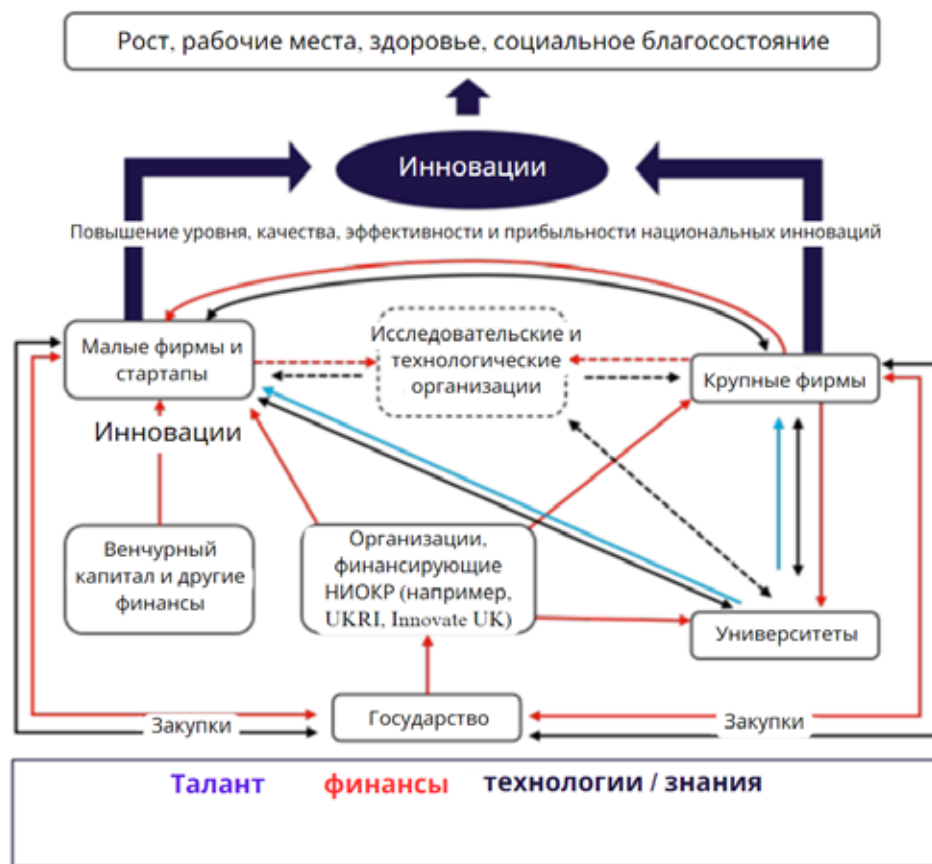 Рост, рабочие места, здоровье, социальное благосостояние
Инновации
Повышение уровня, качества, эффективности и прибыльности национальных инноваций
Малые фирмы и
стартапы
Исследовательские и
технологические
организации
Крупные фирмы
Инновации
Венчурный
капитал и другие
финансы
Организации,
финансирующие
НИОКР (например,
UKRI, Innovate UK)
Университеты
Государство
Закупки
Закупки
Талант финансы технологии / знания